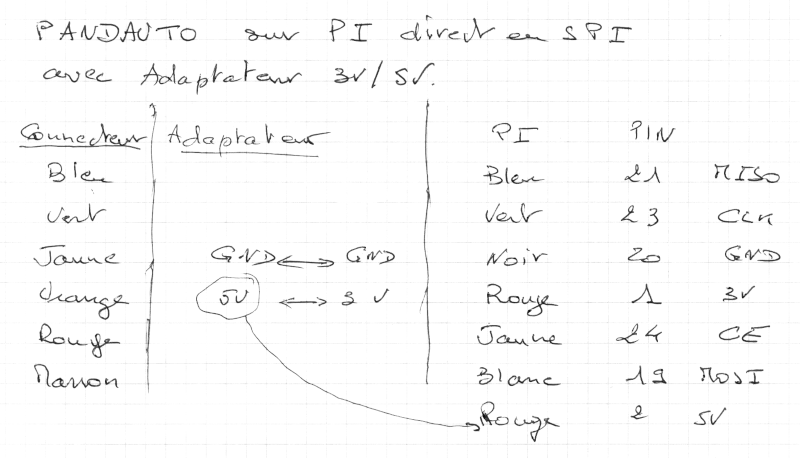 PANDAUTO sur PI direct en SPI
avec Adaptateur 3V/5V.
Connecteur Adaptateur PI PIN
Bleu Bleu 21 MISO
Vert Vert 23 CLK
Jaune GND ↔ GND Noir 20 GND
Orange 5V ↔ 3 V Rouge 1 3V
Rouge Jaune 24 CE
Marron Blanc 19 MOSI
Rouge 2 5V